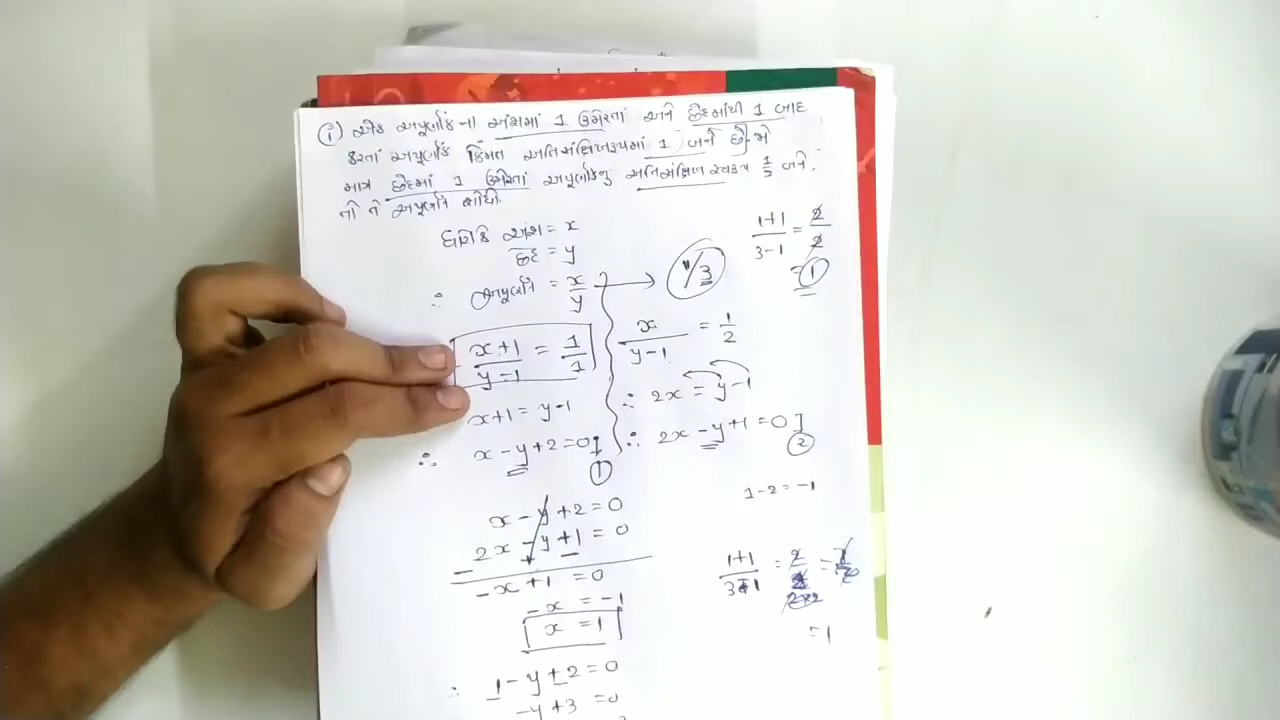 (i) એક અપૂર્ણાંકના અંશમાં 1 ઉમેરતાં અને છેદમાંથી 1 બાદ
કરતાં અપૂર્ણાંક કિંમત અતિસંક્ષિપ્તરૂપમાં 1 બને છે. જો
માત્ર છેદમાં 1 ઉમેરતાં અપૂર્ણાંકનુ અતિસંક્ષિપ્ત સ્વરૂપ બને.
તો તે અપૂર્ણાંક શોધો.
ધારોકે અંશ = x
છેદ = y
∴ અપૂર્ણાંક = x/y → 1/3
(1+1)/(3-1) = 2/2
= 1
(x+1)/(y-1) = 1/1
x+1 = y-1
∴ x - y + 2 = 0 ①
x/(y-1) = 1/2
∴ 2x = y-1
∴ 2x - y + 1 = 0 ②
1-2 = -1
x - y + 2 = 0
2x - y + 1 = 0
-x + 1 = 0
-x = -1
x = 1
∴ 1 - y + 2 = 0
-y + 3 = 0
= 1